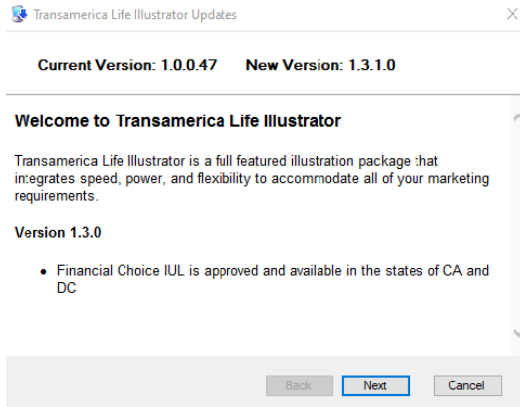 Transamerica Life Illustrator Updates
Current Version: 1.0.0.47 New Version: 1.3.1.0
Welcome to Transamerica Life Illustrator
Transamerica Life Illustrator is a full featured illustration package that
integrates speed, power, and flexibility to accommodate all of your marketing
requirements.
Version 1.3.0
• Financial Choice IUL is approved and available in the states of CA and
DC
Back Next Cancel